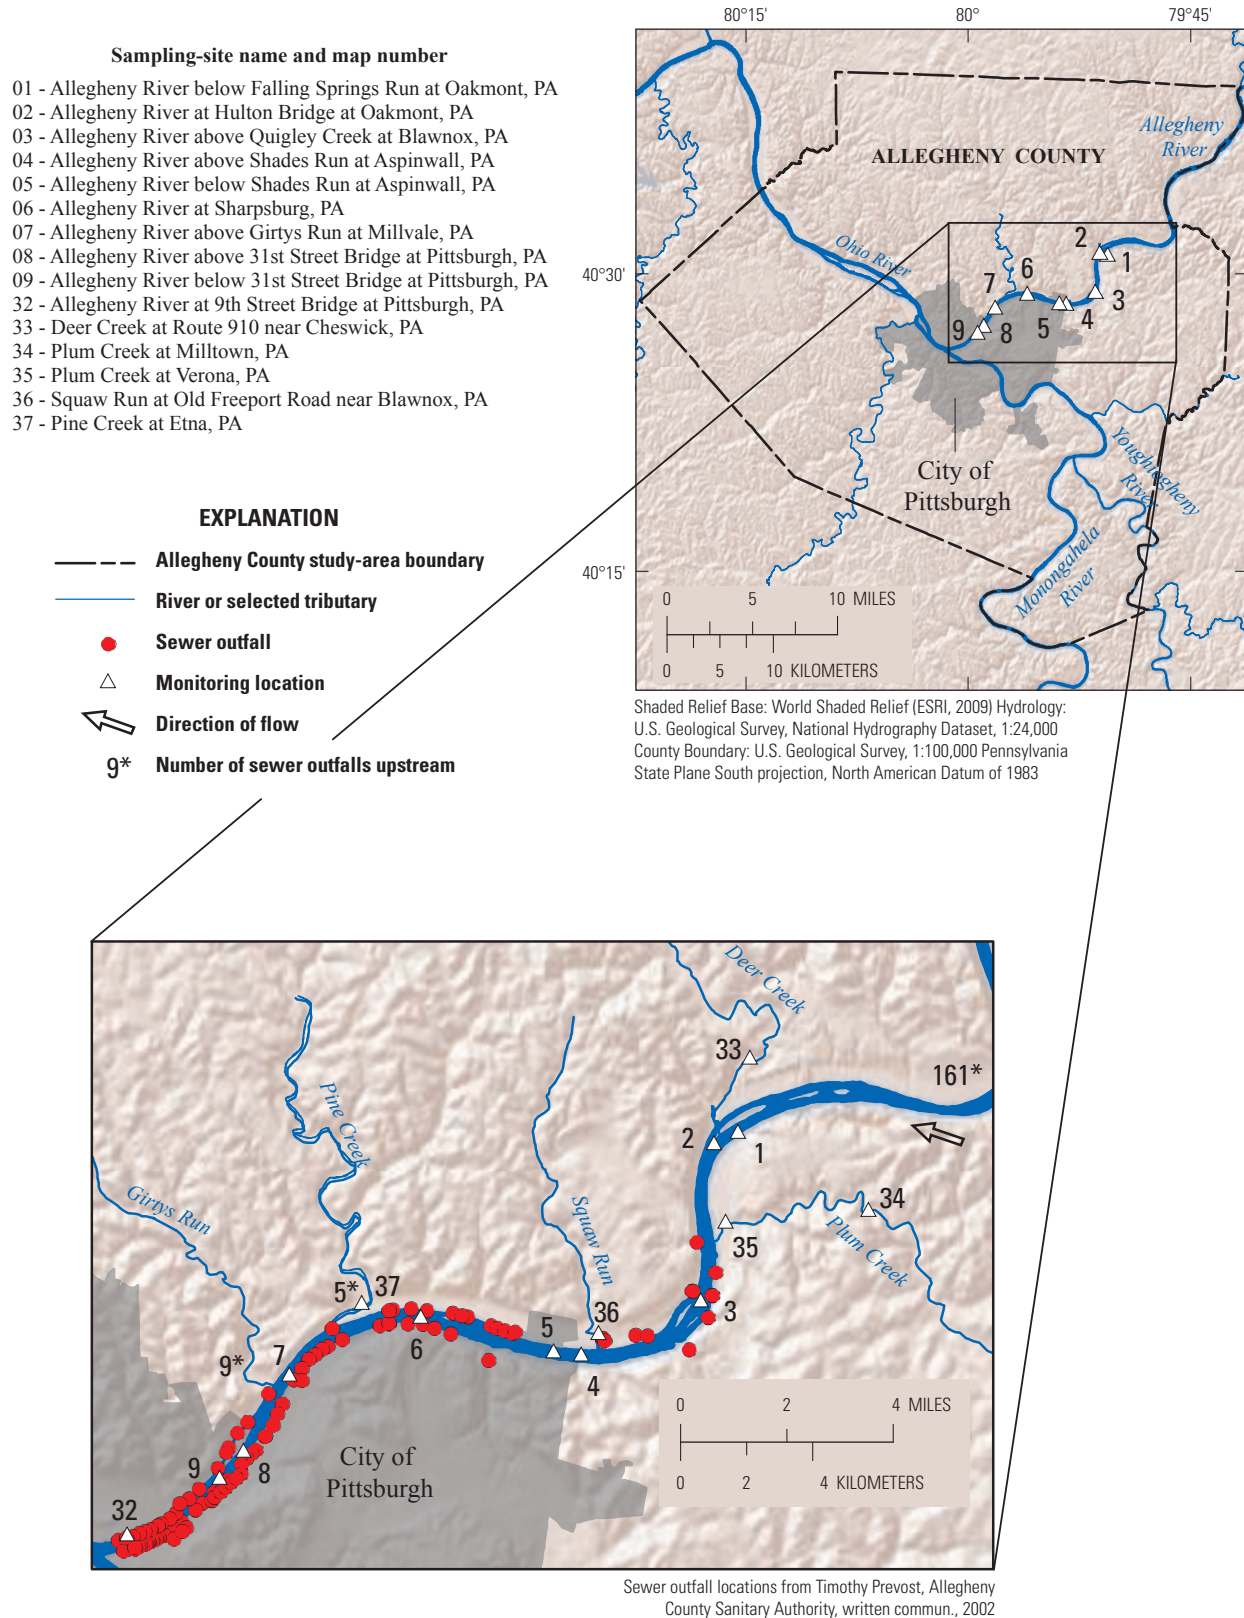 Sampling-site name and map number
01 - Allegheny River below Falling Springs Run at Oakmont, PA
02 - Allegheny River at Hulton Bridge at Oakmont, PA
03 - Allegheny River above Quigley Creek at Blawnox, PA
04 - Allegheny River above Shades Run at Aspinwall, PA
05 - Allegheny River below Shades Run at Aspinwall, PA
06 - Allegheny River at Sharpsburg, PA
07 - Allegheny River above Girtys Run at Millvale, PA
08 - Allegheny River above 31st Street Bridge at Pittsburgh, PA
09 - Allegheny River below 31st Street Bridge at Pittsburgh, PA
32 - Allegheny River at 9th Street Bridge at Pittsburgh, PA
33 - Deer Creek at Route 910 near Cheswick, PA
34 - Plum Creek at Milltown, PA
35 - Plum Creek at Verona, PA
36 - Squaw Run at Old Freeport Road near Blawnox, PA
37 - Pine Creek at Etna, PA
EXPLANATION
Allegheny County study-area boundary
River or selected tributary
Sewer outfall
Monitoring location
Direction of flow
9* Number of sewer outfalls upstream
80°15' 80° 79°45'
40°30'
40°15'
Allegheny
River
ALLEGHENY COUNTY
Ohio River
2
1
6
7
3
4
5
8
9
City of
Pittsburgh
Youghiogheny
River
Monongahela
River
0 5 10 MILES
0 5 10 KILOMETERS
Shaded Relief Base: World Shaded Relief (ESRI, 2009) Hydrology:
U.S. Geological Survey, National Hydrography Dataset, 1:24,000
County Boundary: U.S. Geological Survey, 1:100,000 Pennsylvania
State Plane South projection, North American Datum of 1983
Deer Creek
33
161*
2
1
Pine Creek
Girtys Run
Squaw Run
34
Plum Creek
35
5*
37
36
3
5
6
4
7
9*
0 2 4 MILES
0 2 4 KILOMETERS
City of
Pittsburgh
9
8
32
Sewer outfall locations from Timothy Prevost, Allegheny
County Sanitary Authority, written commun., 2002